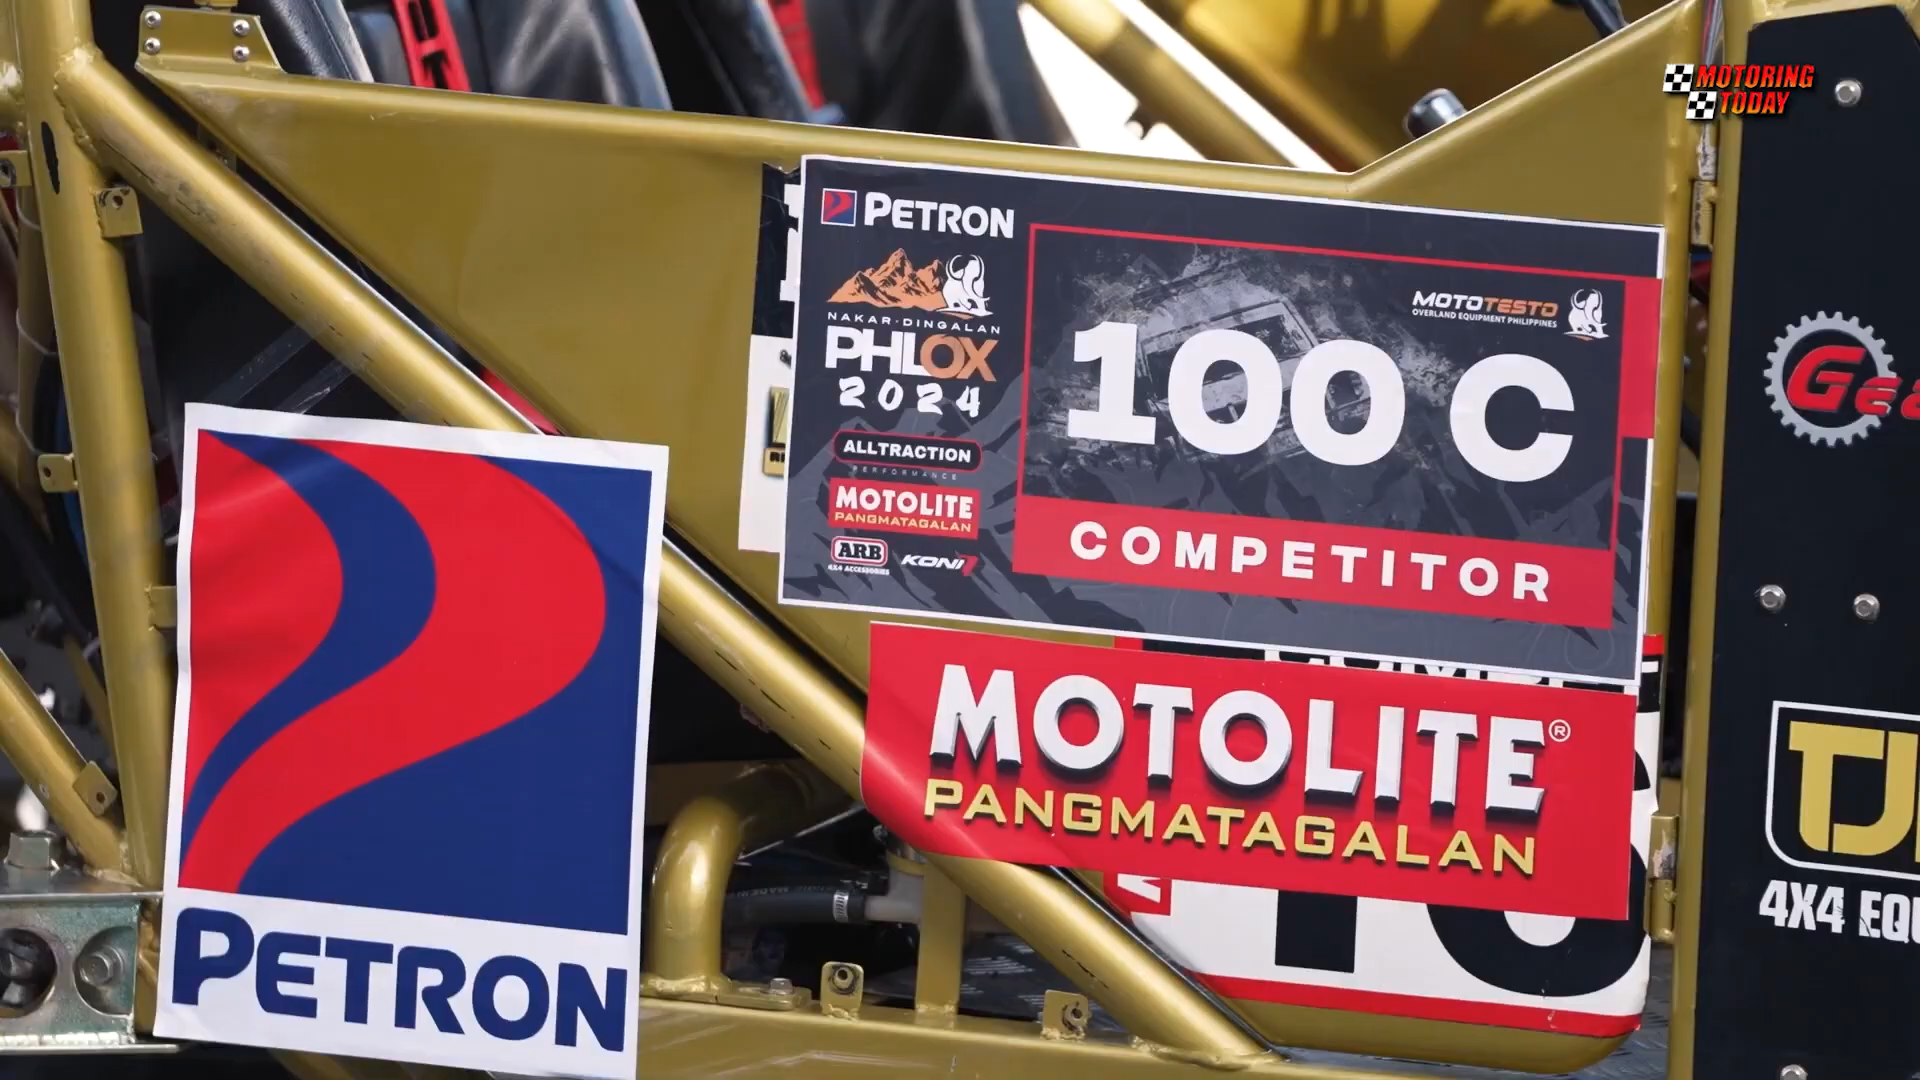 MOTORING
TODAY
PETRON
NAKAR-DINGALAN
PHLOX
2024
ALLTRACTION
PERFORMANCE
MOTOLITE
PANGMATAGALAN
ARB
4X4 ACCESSORIES
KONI
MOTOTESTO
OVERLAND EQUIPMENT PHILIPPINES
100 C
COMPETITOR
MOTOLITE®
PANGMATAGALAN
PETRON
TJ
4X4